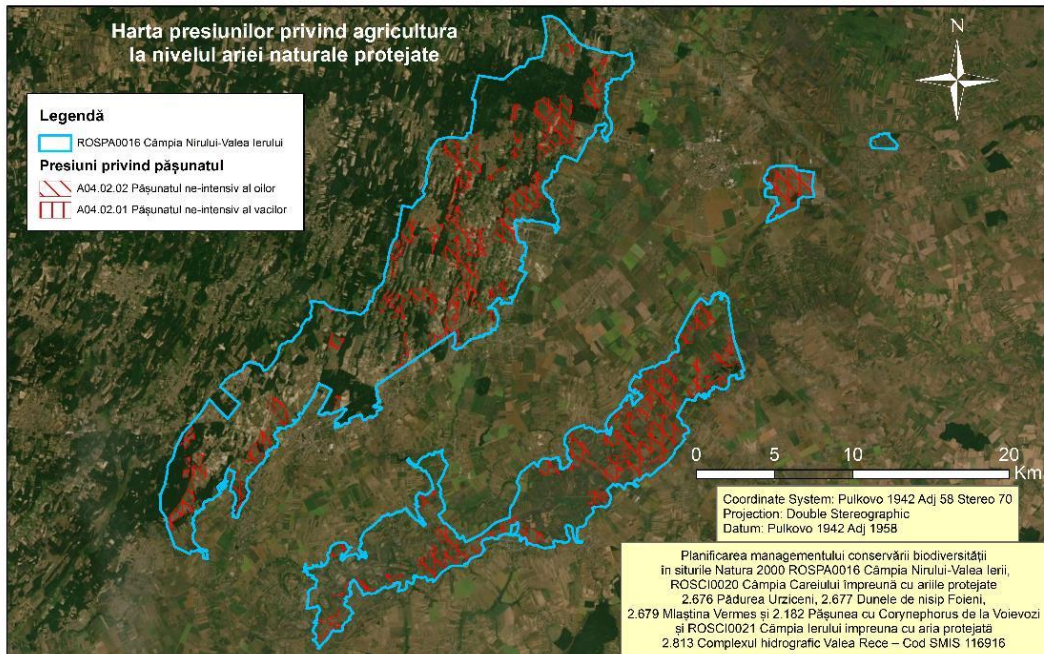 Harta presiunilor privind agricultura
la nivelul ariei naturale protejate
N
Legendă
ROSPA0016 Câmpia Nirului-Valea Ierului
Presiuni privind pășunatul
A04.02.02 Pășunatul ne-intensiv al oilor
A04.02.01 Pășunatul ne-intensiv al vacilor
0 5 10 20
Km
Coordinate System: Pulkovo 1942 Adj 58 Stereo 70
Projection: Double Stereographic
Datum: Pulkovo 1942 Adj 1958
Planificarea managementului conservării biodiversității
în siturile Natura 2000 ROSPA0016 Câmpia Nirului-Valea Ierii,
ROSCI0020 Câmpia Careiului împreună cu ariile protejate
2.676 Pădurea Urziceni, 2.677 Dunele de nisip Foieni,
2.679 Mlaștina Vermes și 2.182 Pășunea cu Corynephorus de la Voievozi
și ROSCI0021 Câmpia Ierului impreuna cu aria protejată
2.813 Complexul hidrografic Valea Rece – Cod SMIS 116916